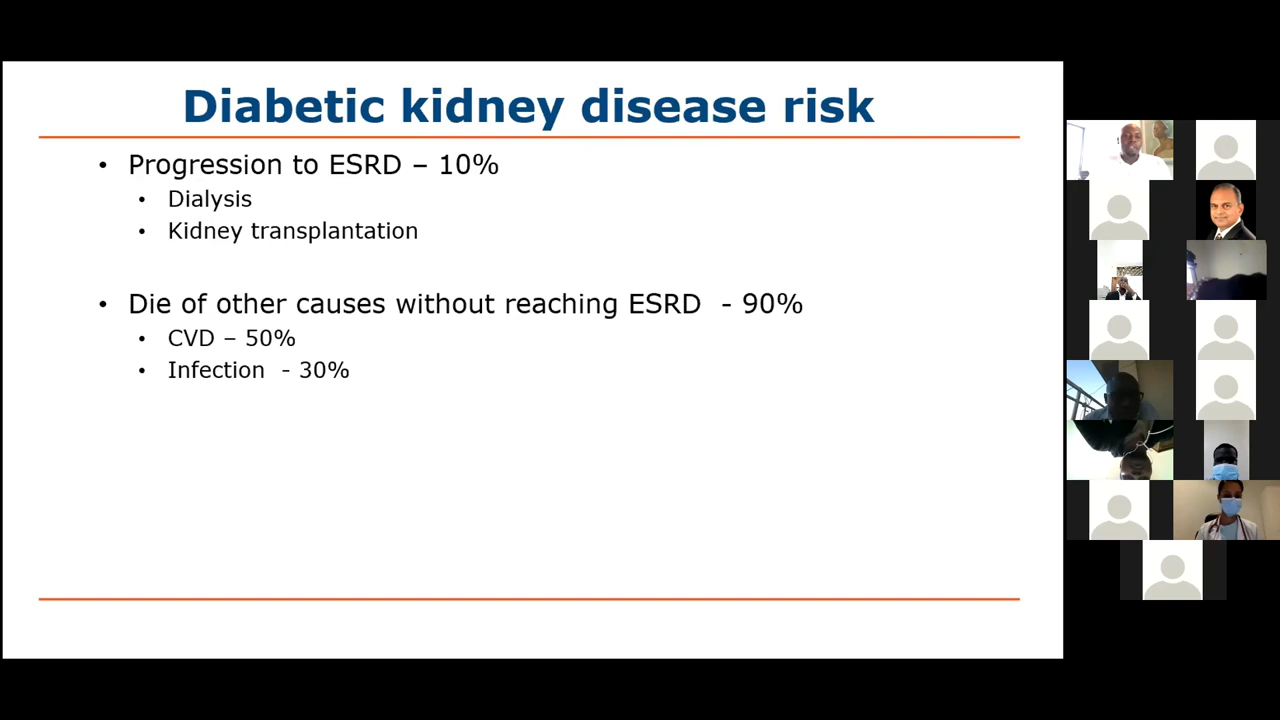 Diabetic kidney disease risk
• Progression to ESRD – 10%
• Dialysis
• Kidney transplantation
• Die of other causes without reaching ESRD - 90%
• CVD – 50%
• Infection - 30%